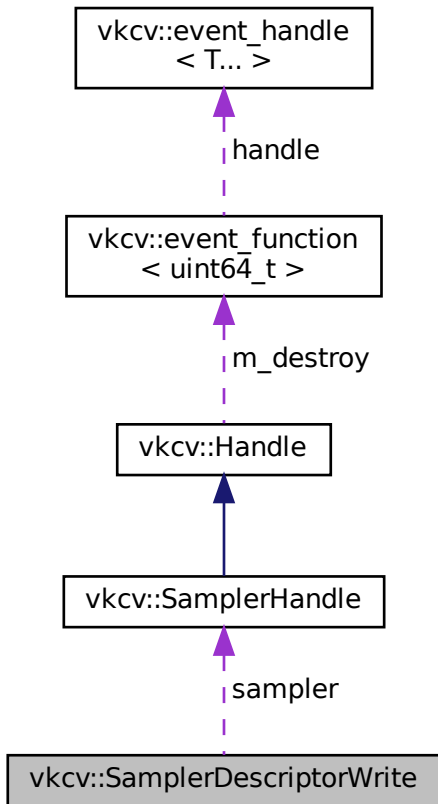 vkcv::event_handle
< T... >
handle
vkcv::event_function
< uint64_t >
m_destroy
vkcv::Handle
vkcv::SamplerHandle
sampler
vkcv::SamplerDescriptorWrite